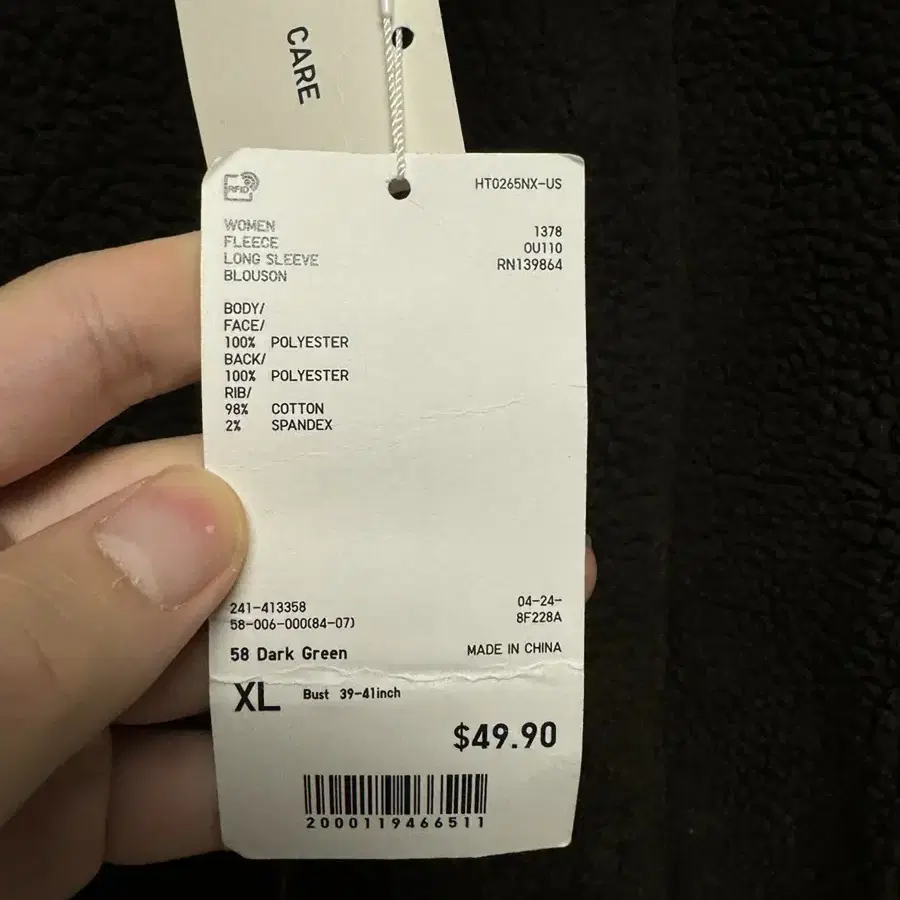 CARE
RFID
HT0265NX-US
WOMEN
FLEECE
LONG SLEEVE
BLOUSON
1378
OU110
RN139864
BODY/
FACE/
100% POLYESTER
BACK/
100% POLYESTER
RIB/
98% COTTON
2% SPANDEX
241-413358
58-006-000(84-07)
04-24-
8F228A
58 Dark Green
MADE IN CHINA
XL Bust 39-41inch
$49.90
2000119466511